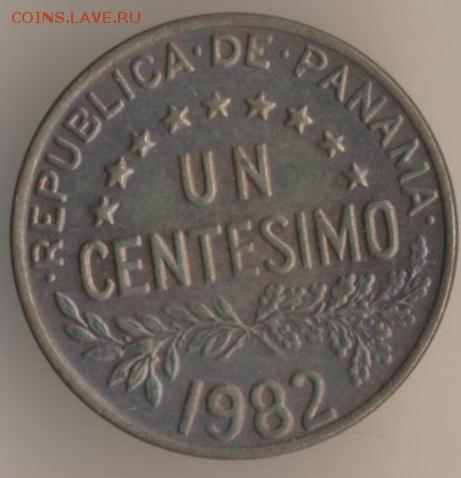 COINS.LAVE.RU
·REPUBLICA·DE·PANAMA·
UN
CENTESIMO
1982